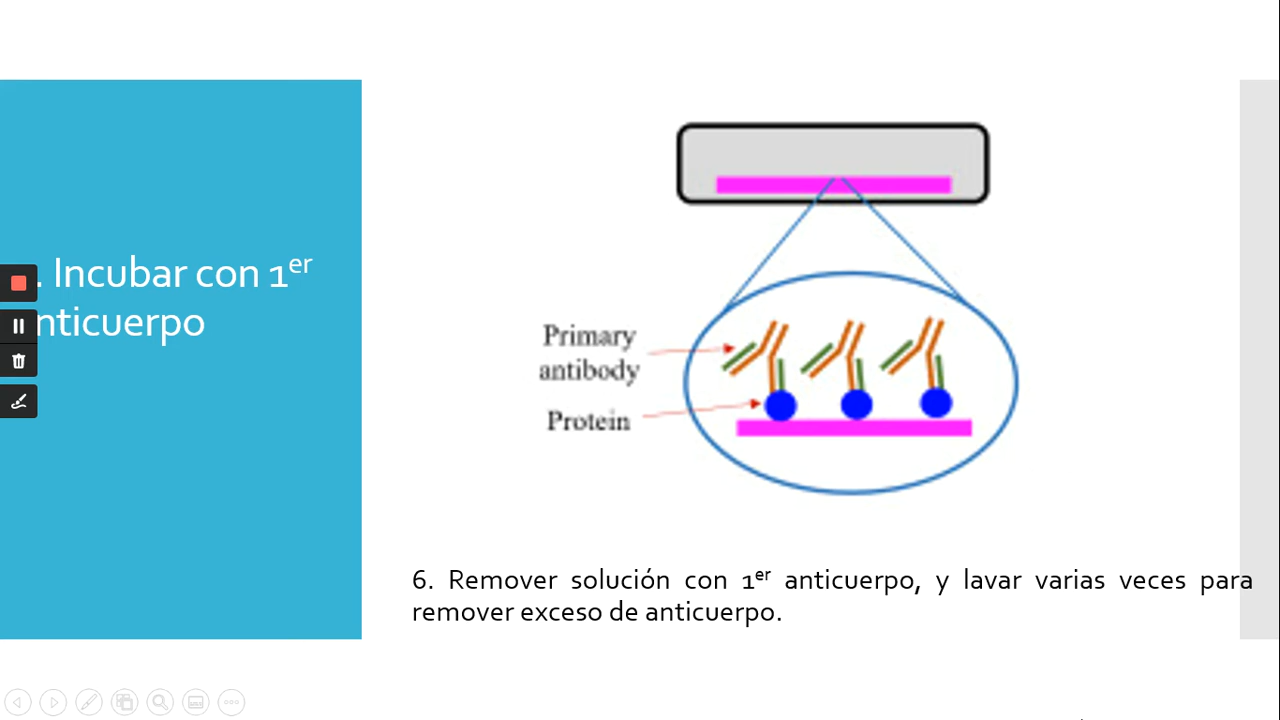 . Incubar con 1er
nticuerpo
Primary
antibody
Protein
6. Remover solución con 1er anticuerpo, y lavar varias veces para
remover exceso de anticuerpo.